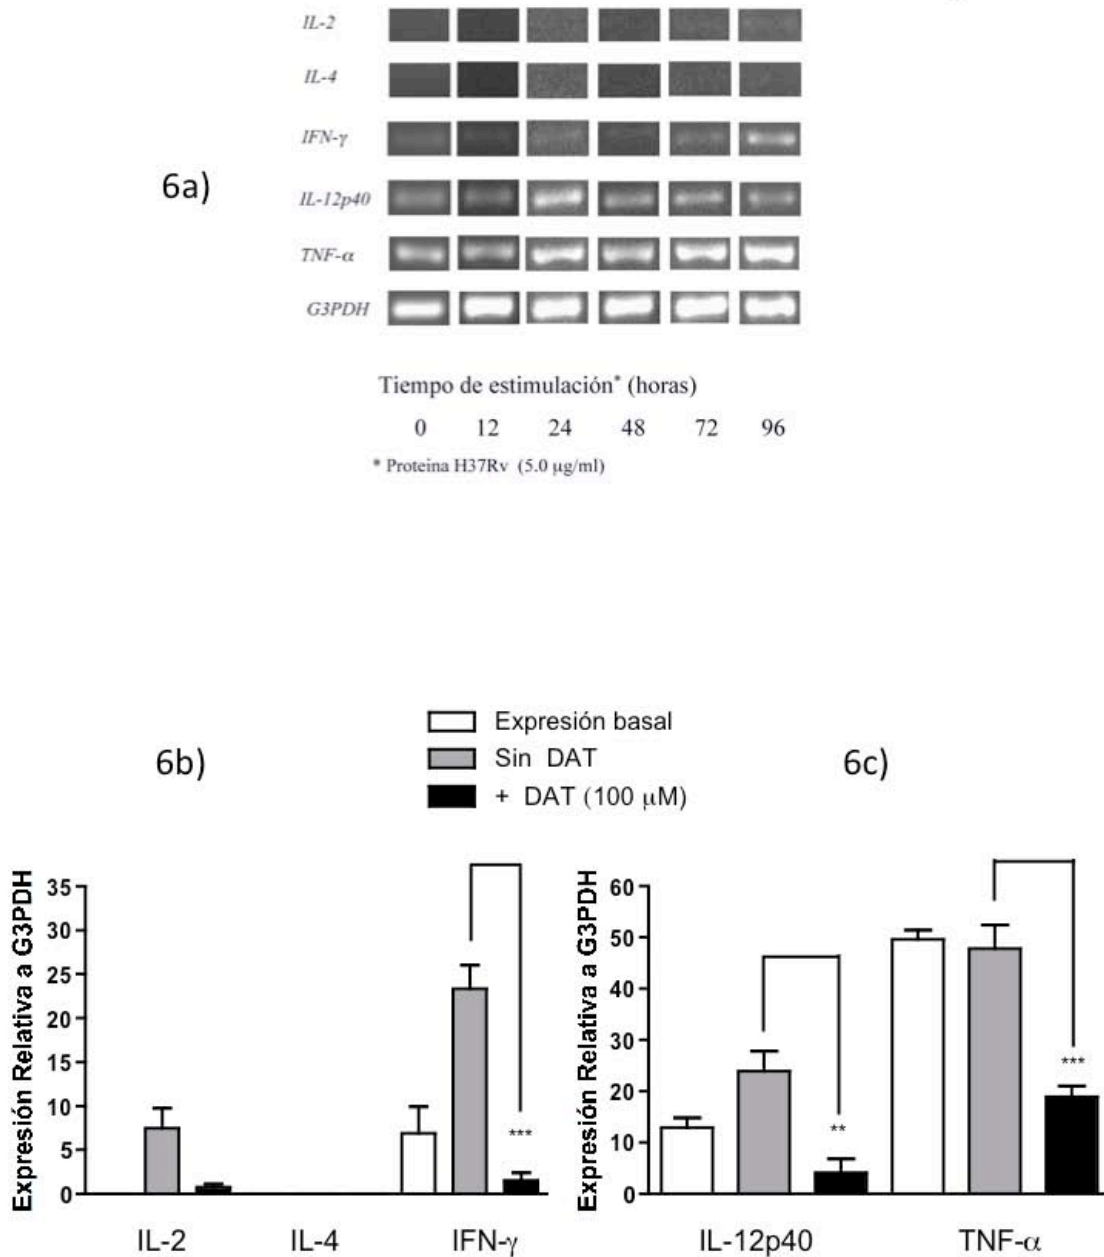 IL-2
IL-4
IFN-γ
6a)
IL-12p40
TNF-α
G3PDH
Tiempo de estimulación* (horas)
0 12 24 48 72 96
* Proteina H37Rv (5.0 µg/ml)
Expresión basal
6b)
Sin DAT
6c)
+ DAT (100 µM)
Expresión Relativa a G3PDH
35
30
25
20
15
10
5
0
***
IL-2 IL-4 IFN-γ
Expresión Relativa a G3PDH
60
50
40
30
20
10
0
**
***
IL-12p40 TNF-α